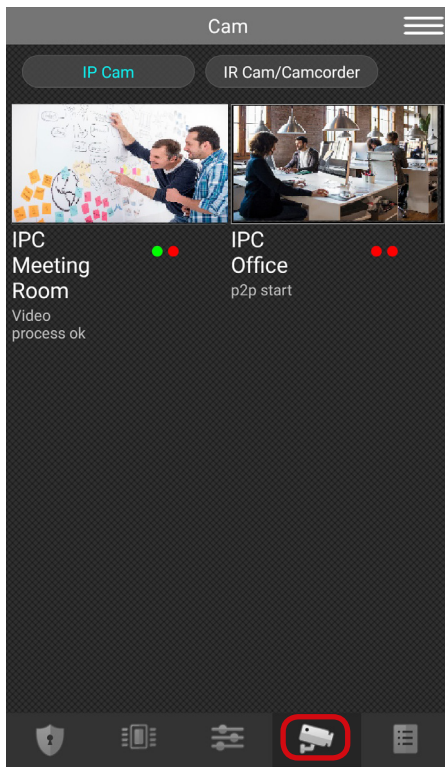 Cam
IP Cam
IR Cam/Camcorder
IPC
Meeting
Room
Video
process ok
IPC
Office
p2p start